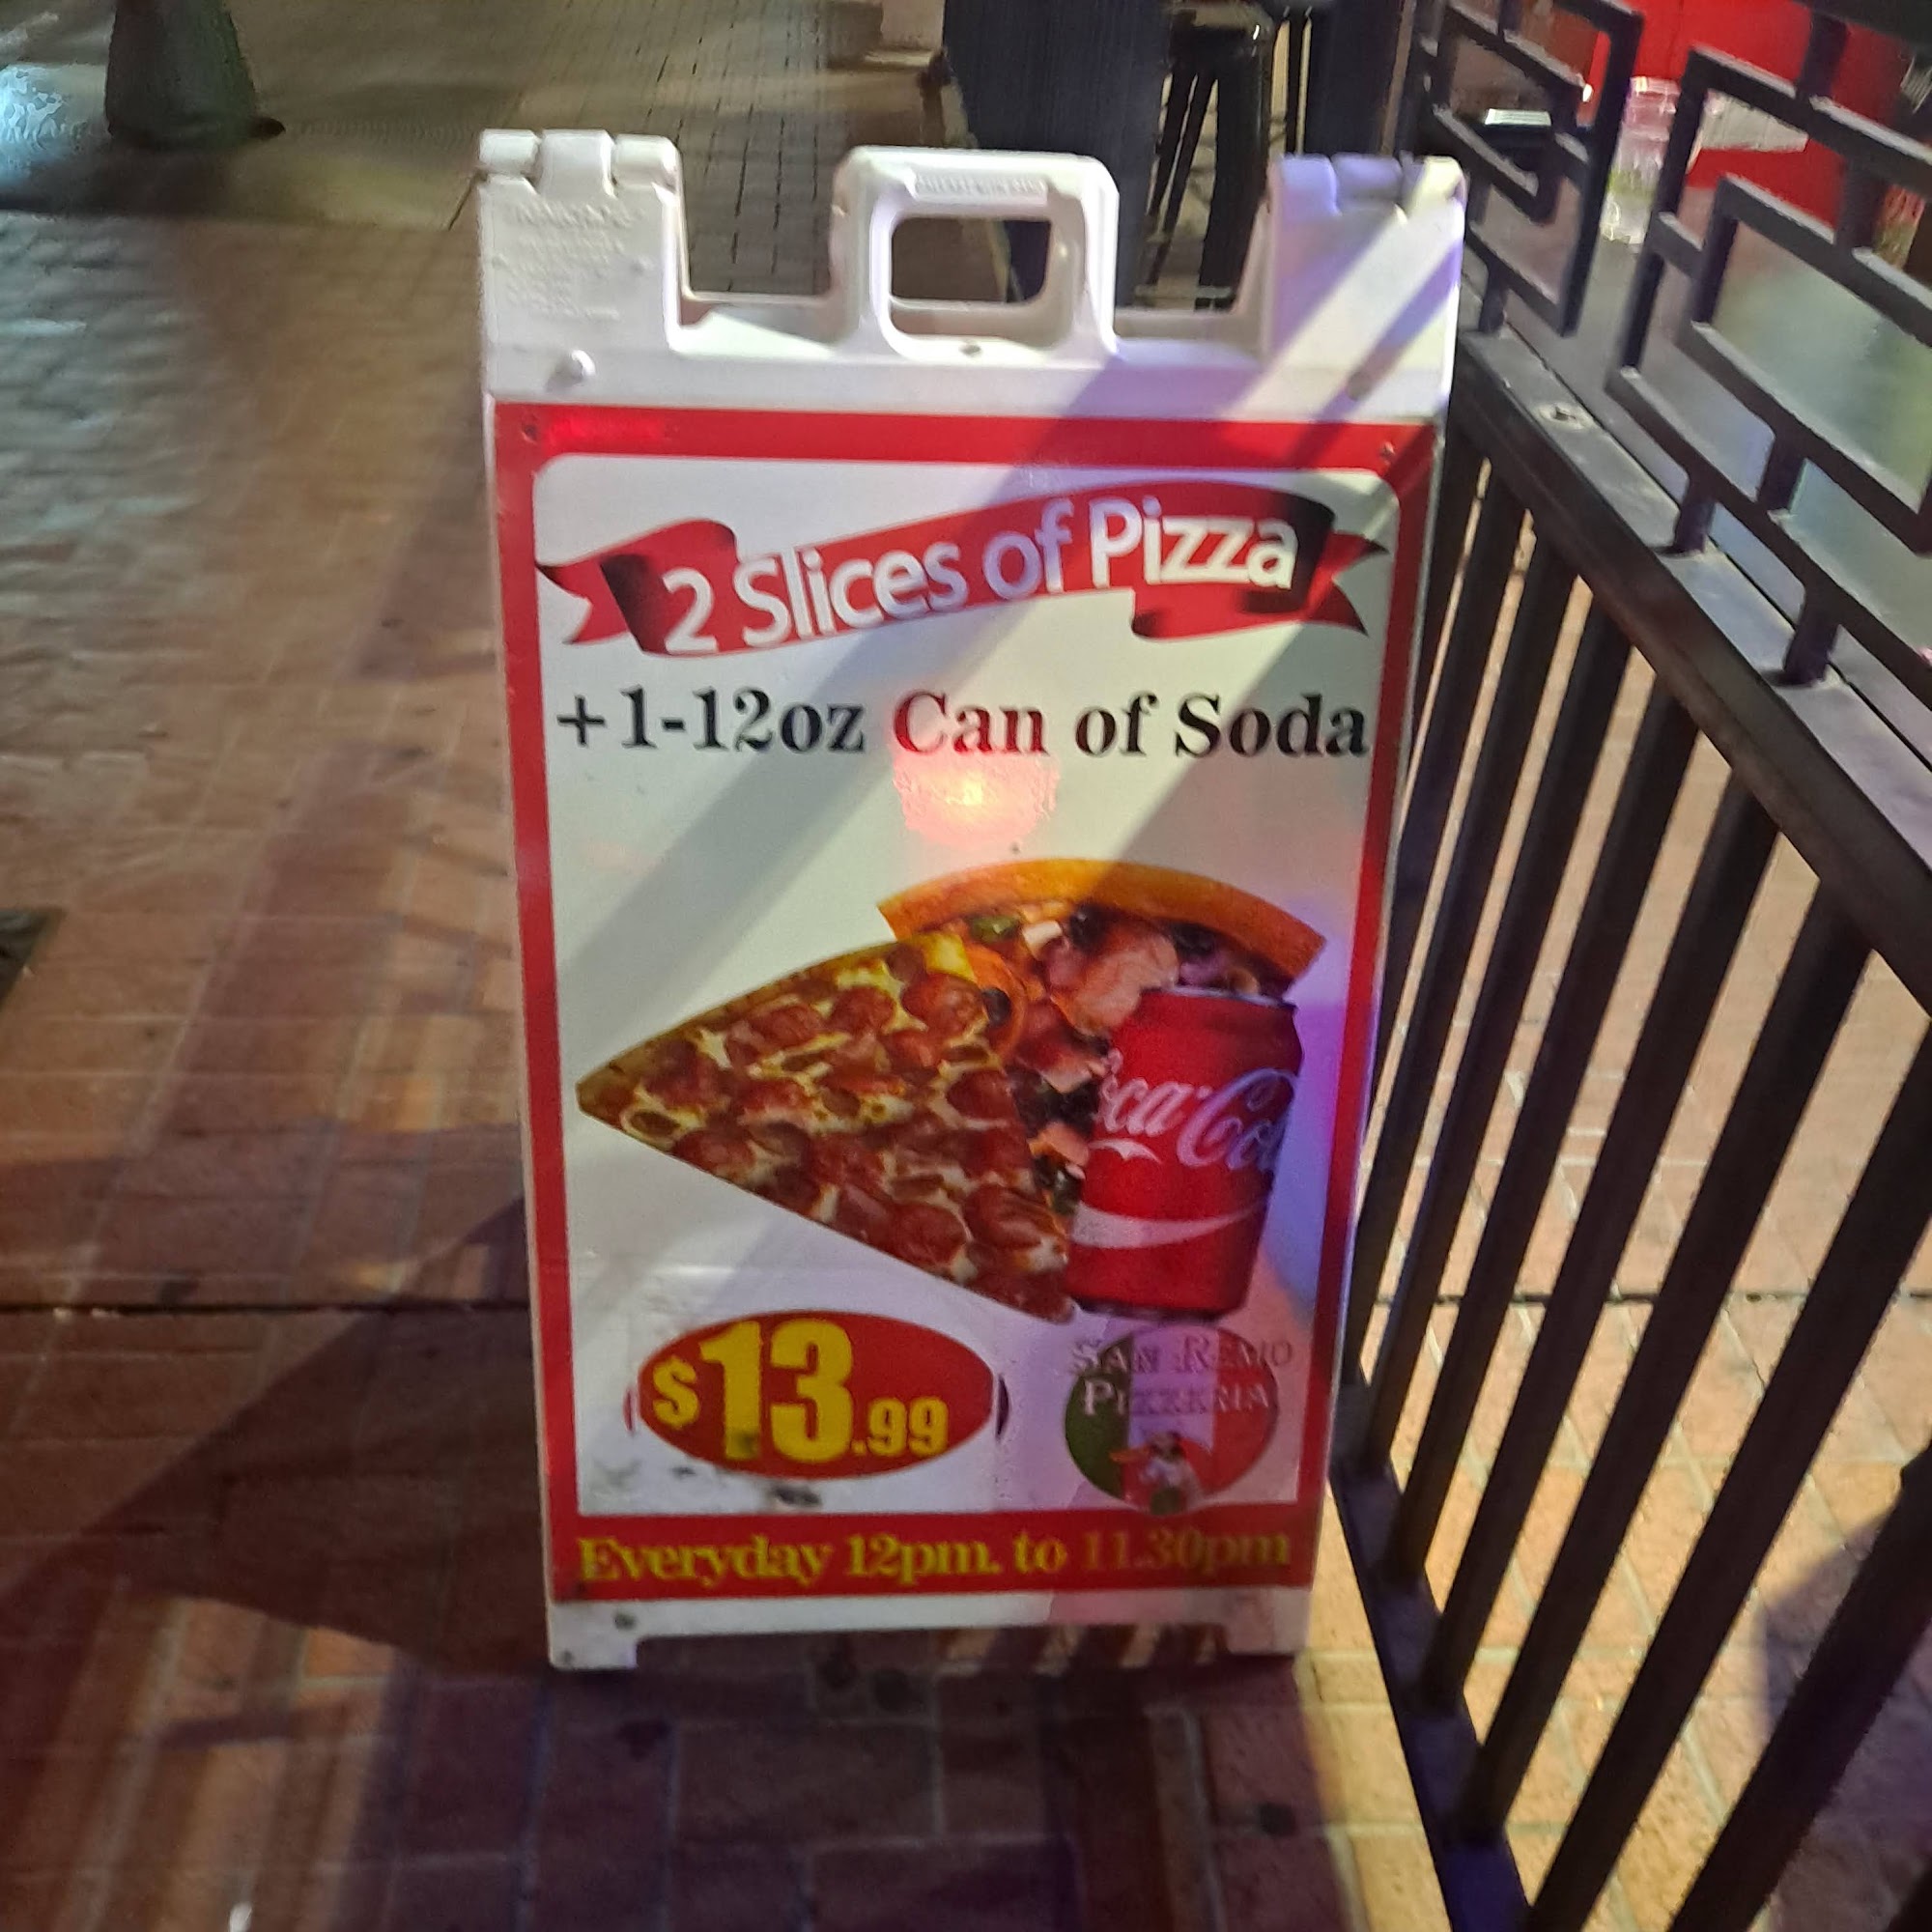 2 Slices of Pizza
+1-12oz Can of Soda
Coca-Cola
$13.99
SAN REMO
PIZZERIA
Everyday 12pm. to 11.30pm